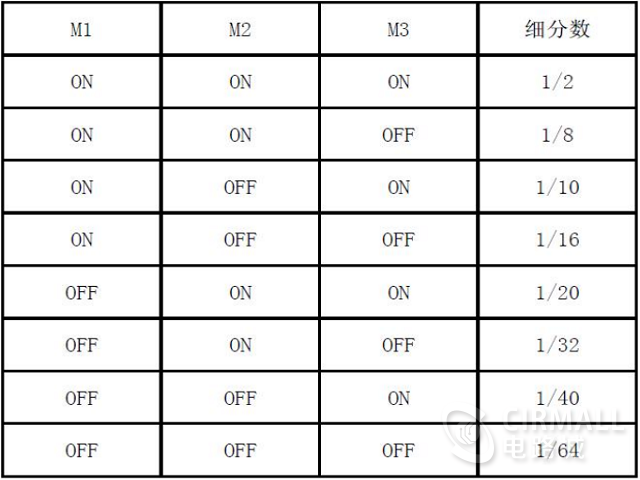 M1 M2 M3 细分数
ON ON ON 1/2
ON ON OFF 1/8
ON OFF ON 1/10
ON OFF OFF 1/16
OFF ON ON 1/20
OFF ON OFF 1/32
OFF OFF ON 1/40
OFF OFF OFF 1/64
CIRMALL
电路城